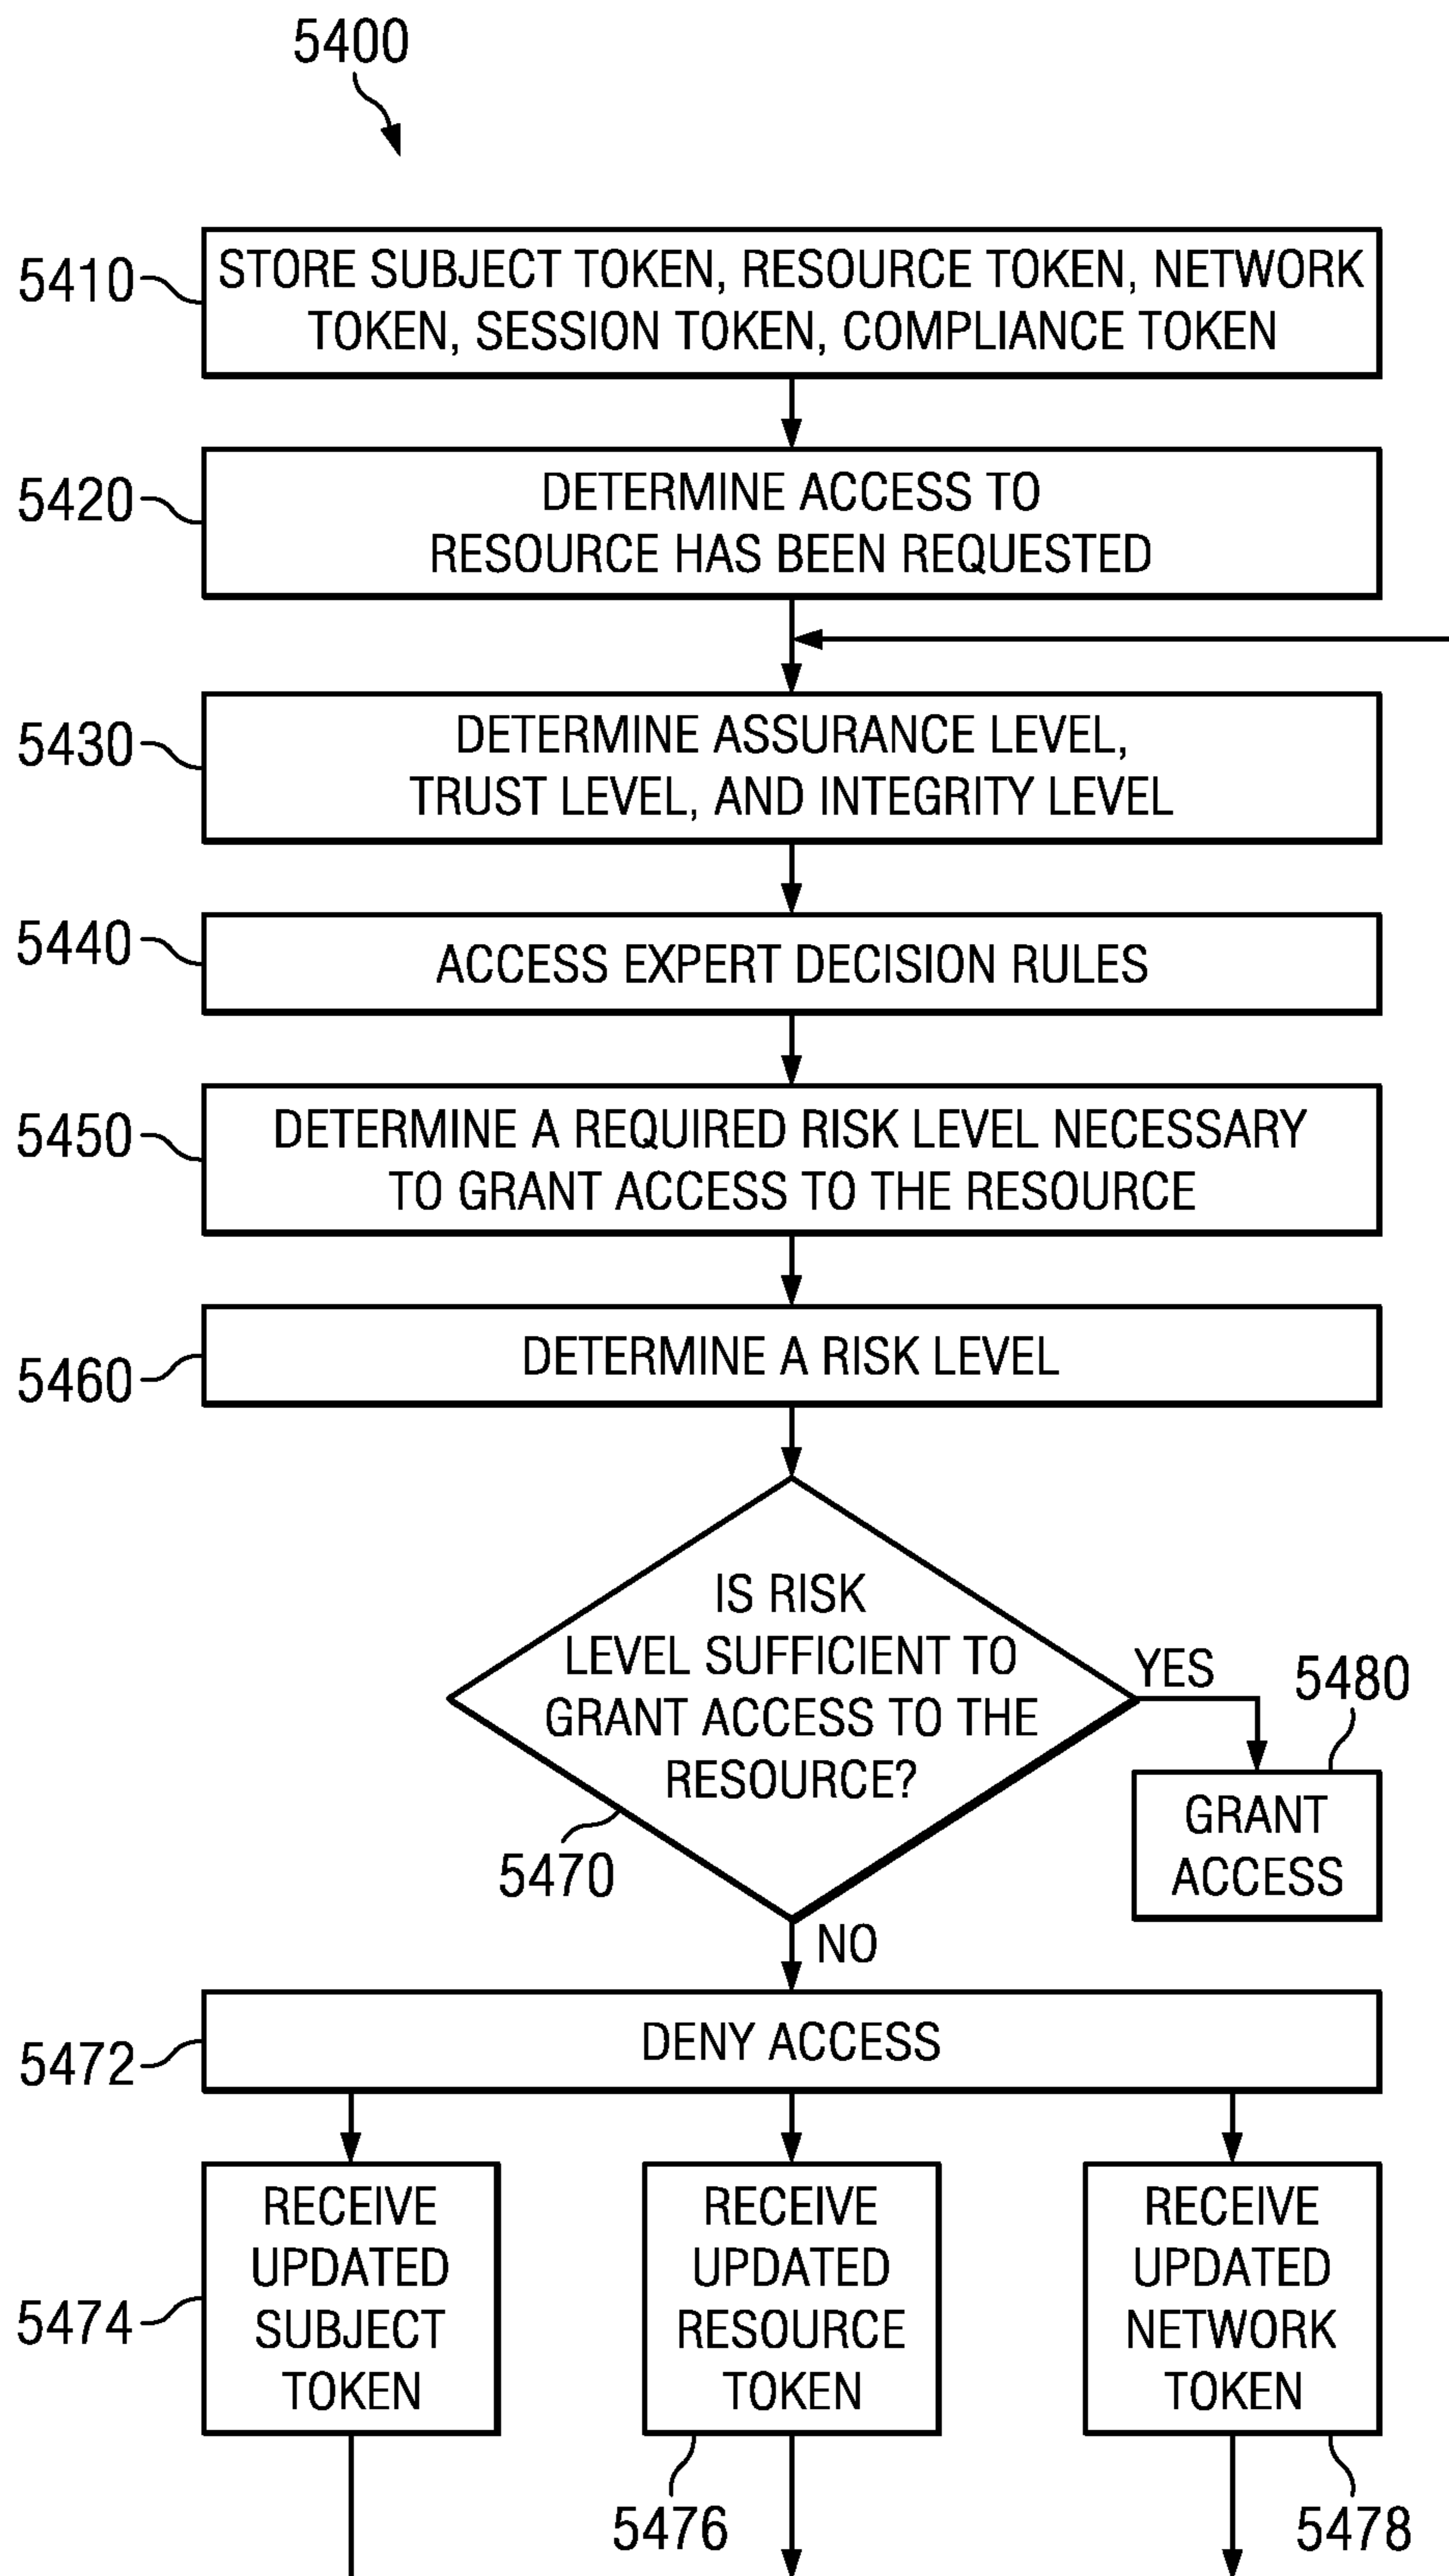 5400
5410
STORE SUBJECT TOKEN, RESOURCE TOKEN, NETWORK
TOKEN, SESSION TOKEN, COMPLIANCE TOKEN
5420
DETERMINE ACCESS TO
RESOURCE HAS BEEN REQUESTED
5430
DETERMINE ASSURANCE LEVEL,
TRUST LEVEL, AND INTEGRITY LEVEL
5440
ACCESS EXPERT DECISION RULES
5450
DETERMINE A REQUIRED RISK LEVEL NECESSARY
TO GRANT ACCESS TO THE RESOURCE
5460
DETERMINE A RISK LEVEL
IS RISK
LEVEL SUFFICIENT TO
GRANT ACCESS TO THE
RESOURCE?
5470
YES
5480
GRANT
ACCESS
NO
5472
DENY ACCESS
5474
RECEIVE
UPDATED
SUBJECT
TOKEN
RECEIVE
UPDATED
RESOURCE
TOKEN
5476
RECEIVE
UPDATED
NETWORK
TOKEN
5478